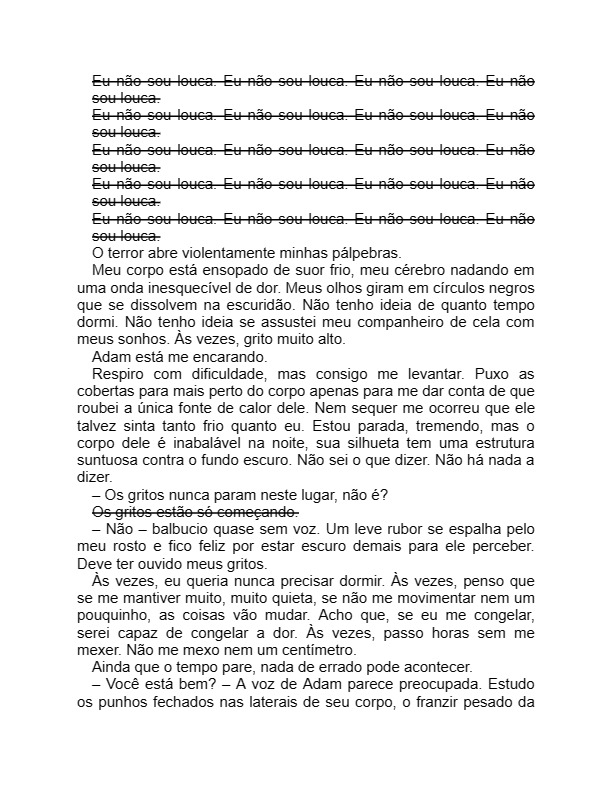 Eu não sou louca. Eu não sou louca. Eu não sou louca. Eu não
sou louca.
Eu não sou louca. Eu não sou louca. Eu não sou louca. Eu não
sou louca.
Eu não sou louca. Eu não sou louca. Eu não sou louca. Eu não
sou louca.
Eu não sou louca. Eu não sou louca. Eu não sou louca. Eu não
sou louca.
Eu não sou louca. Eu não sou louca. Eu não sou louca. Eu não
sou louca.
O terror abre violentamente minhas pálpebras.
Meu corpo está ensopado de suor frio, meu cérebro nadando em
uma onda inesquecível de dor. Meus olhos giram em círculos negros
que se dissolvem na escuridão. Não tenho ideia de quanto tempo
dormi. Não tenho ideia se assustei meu companheiro de cela com
meus sonhos. Às vezes, grito muito alto.
Adam está me encarando.
Respiro com dificuldade, mas consigo me levantar. Puxo as
cobertas para mais perto do corpo apenas para me dar conta de que
roubei a única fonte de calor dele. Nem sequer me ocorreu que ele
talvez sinta tanto frio quanto eu. Estou parada, tremendo, mas o
corpo dele é inabalável na noite, sua silhueta tem uma estrutura
suntuosa contra o fundo escuro. Não sei o que dizer. Não há nada a
dizer.
– Os gritos nunca param neste lugar, não é?
Os gritos estão só começando.
– Não – balbucio quase sem voz. Um leve rubor se espalha pelo
meu rosto e fico feliz por estar escuro demais para ele perceber.
Deve ter ouvido meus gritos.
Às vezes, eu queria nunca precisar dormir. Às vezes, penso que
se me mantiver muito, muito quieta, se não me movimentar nem um
pouquinho, as coisas vão mudar. Acho que, se eu me congelar,
serei capaz de congelar a dor. Às vezes, passo horas sem me
mexer. Não me mexo nem um centímetro.
Ainda que o tempo pare, nada de errado pode acontecer.
– Você está bem? – A voz de Adam parece preocupada. Estudo
os punhos fechados nas laterais de seu corpo, o franzir pesado da